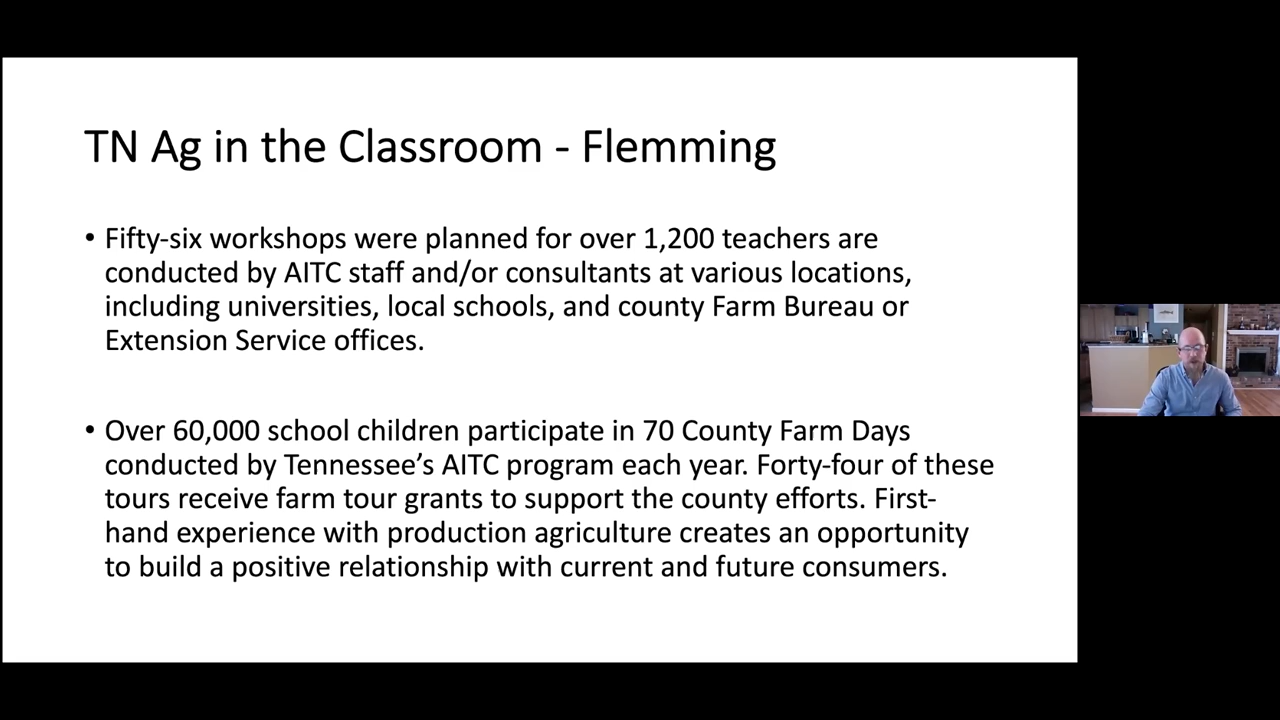 TN Ag in the Classroom - Flemming
• Fifty-six workshops were planned for over 1,200 teachers are
conducted by AITC staff and/or consultants at various locations,
including universities, local schools, and county Farm Bureau or
Extension Service offices.
• Over 60,000 school children participate in 70 County Farm Days
conducted by Tennessee’s AITC program each year. Forty-four of these
tours receive farm tour grants to support the county efforts. First-
hand experience with production agriculture creates an opportunity
to build a positive relationship with current and future consumers.